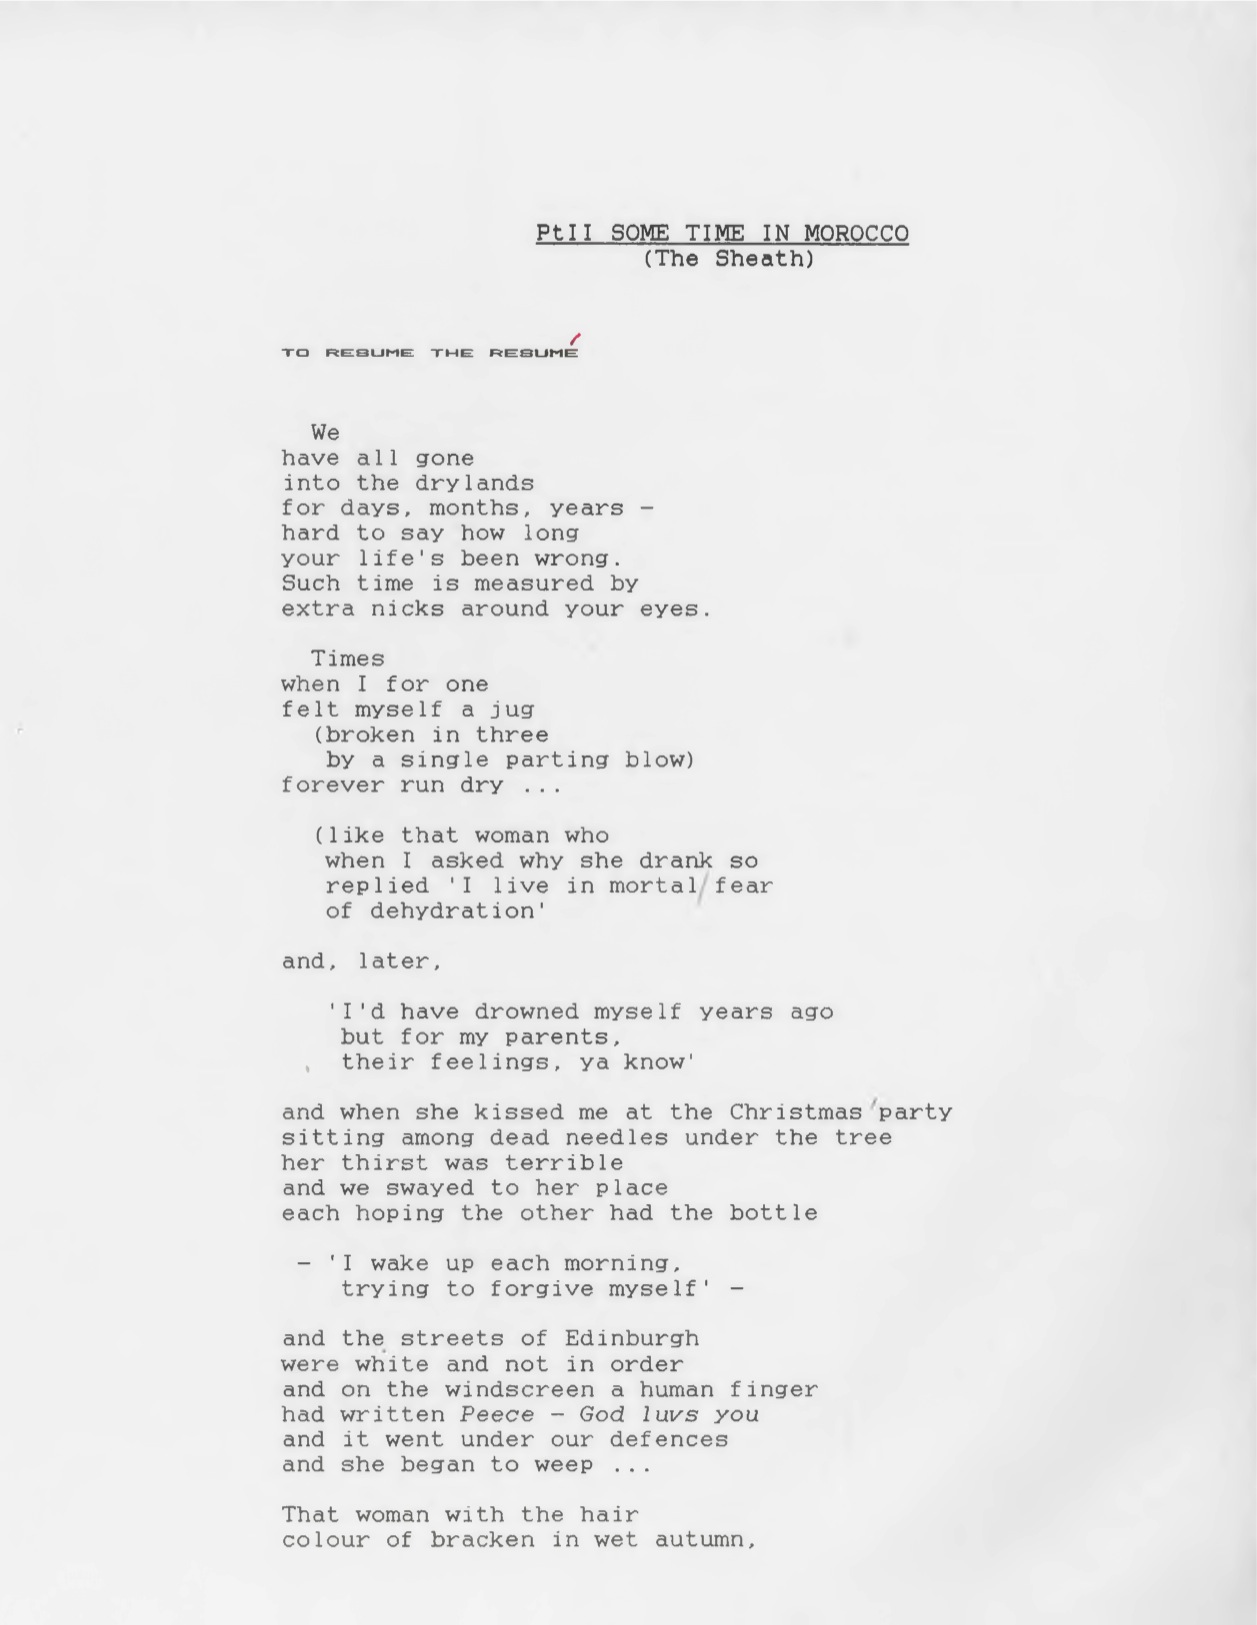 PtII SOME TIME IN MOROCCO
(The Sheath)
TO RESUME THE RESUMÉ
We
have all gone
into the drylands
for days, months, years —
hard to say how long
your life's been wrong.
Such time is measured by
extra nicks around your eyes.
Times
when I for one
felt myself a jug
(broken in three
by a single parting blow)
forever run dry ...
(like that woman who
when I asked why she drank so
replied 'I live in mortal/fear
of dehydration'
and, later,
'I'd have drowned myself years ago
but for my parents,
their feelings, ya know'
and when she kissed me at the Christmas party
sitting among dead needles under the tree
her thirst was terrible
and we swayed to her place
each hoping the other had the bottle
— 'I wake up each morning,
trying to forgive myself' —
and the streets of Edinburgh
were white and not in order
and on the windscreen a human finger
had written Peece — God luvs you
and it went under our defences
and she began to weep ...
That woman with the hair
colour of bracken in wet autumn,